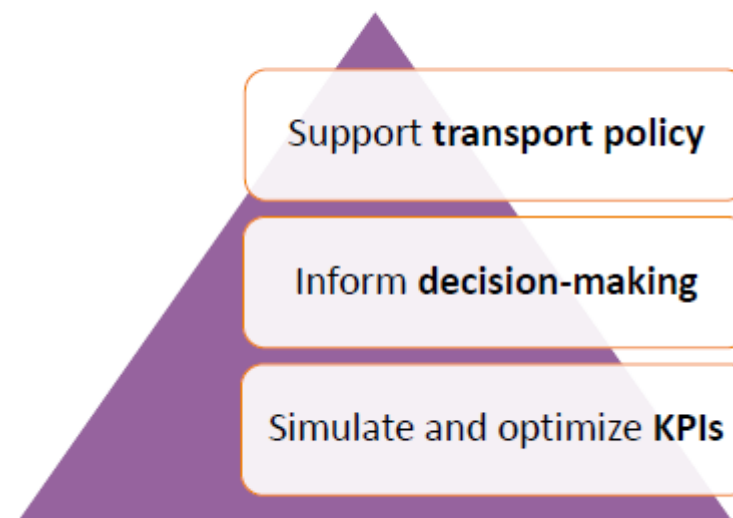 Support transport policy
Inform decision-making
Simulate and optimize KPIs